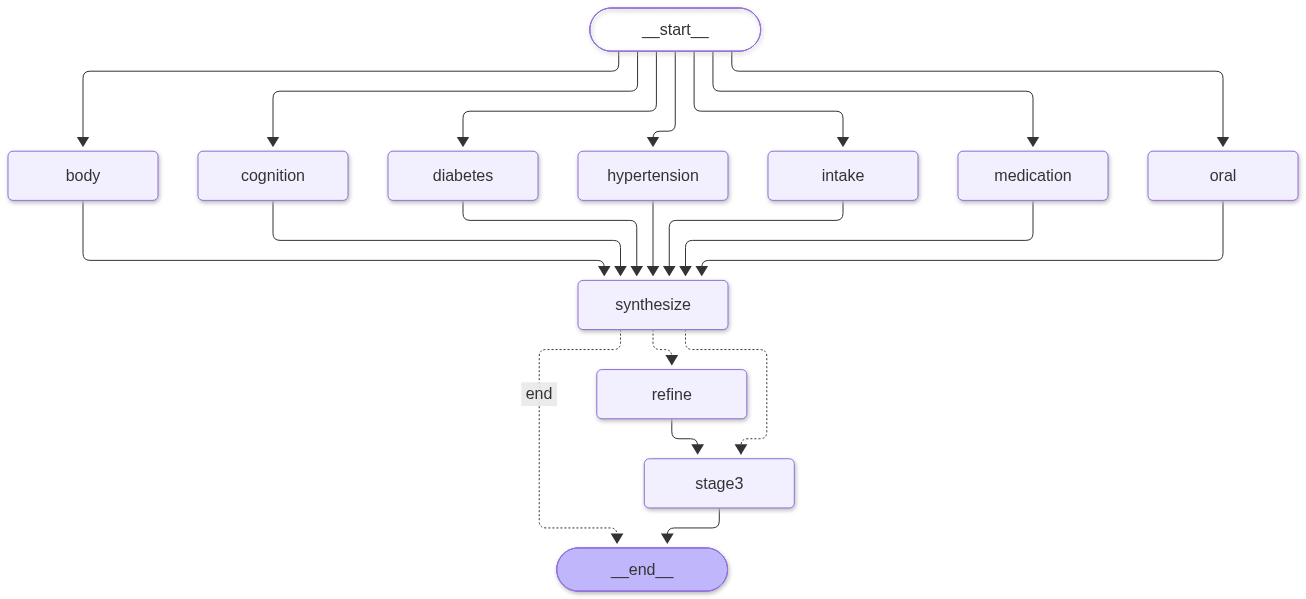 __start__
body
cognition
diabetes
hypertension
intake
medication
oral
synthesize
end
refine
stage3
__end__